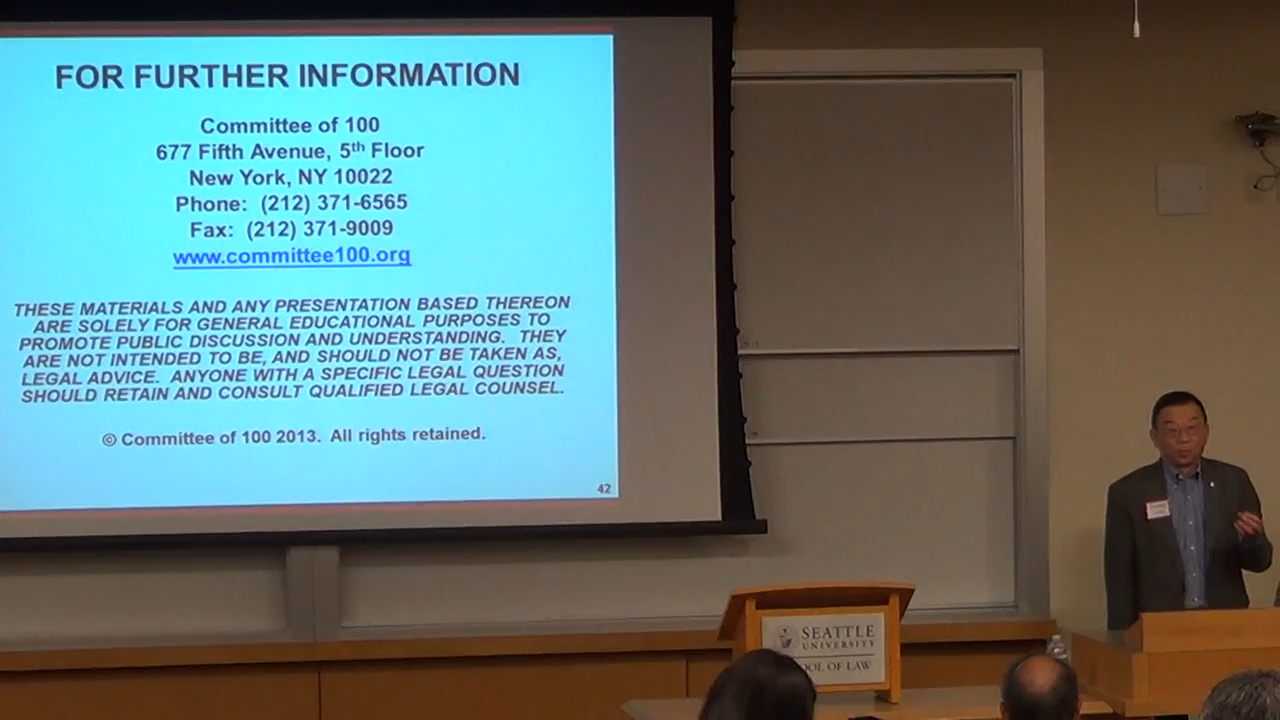 FOR FURTHER INFORMATION
Committee of 100
677 Fifth Avenue, 5th Floor
New York, NY 10022
Phone: (212) 371-6565
Fax: (212) 371-9009
www.committee100.org
THESE MATERIALS AND ANY PRESENTATION BASED THEREON
ARE SOLELY FOR GENERAL EDUCATIONAL PURPOSES TO
PROMOTE PUBLIC DISCUSSION AND UNDERSTANDING. THEY
ARE NOT INTENDED TO BE, AND SHOULD NOT BE TAKEN AS,
LEGAL ADVICE. ANYONE WITH A SPECIFIC LEGAL QUESTION
SHOULD RETAIN AND CONSULT QUALIFIED LEGAL COUNSEL.
© Committee of 100 2013. All rights retained.
42
SEATTLE
UNIVERSITY
OOL OF LAW